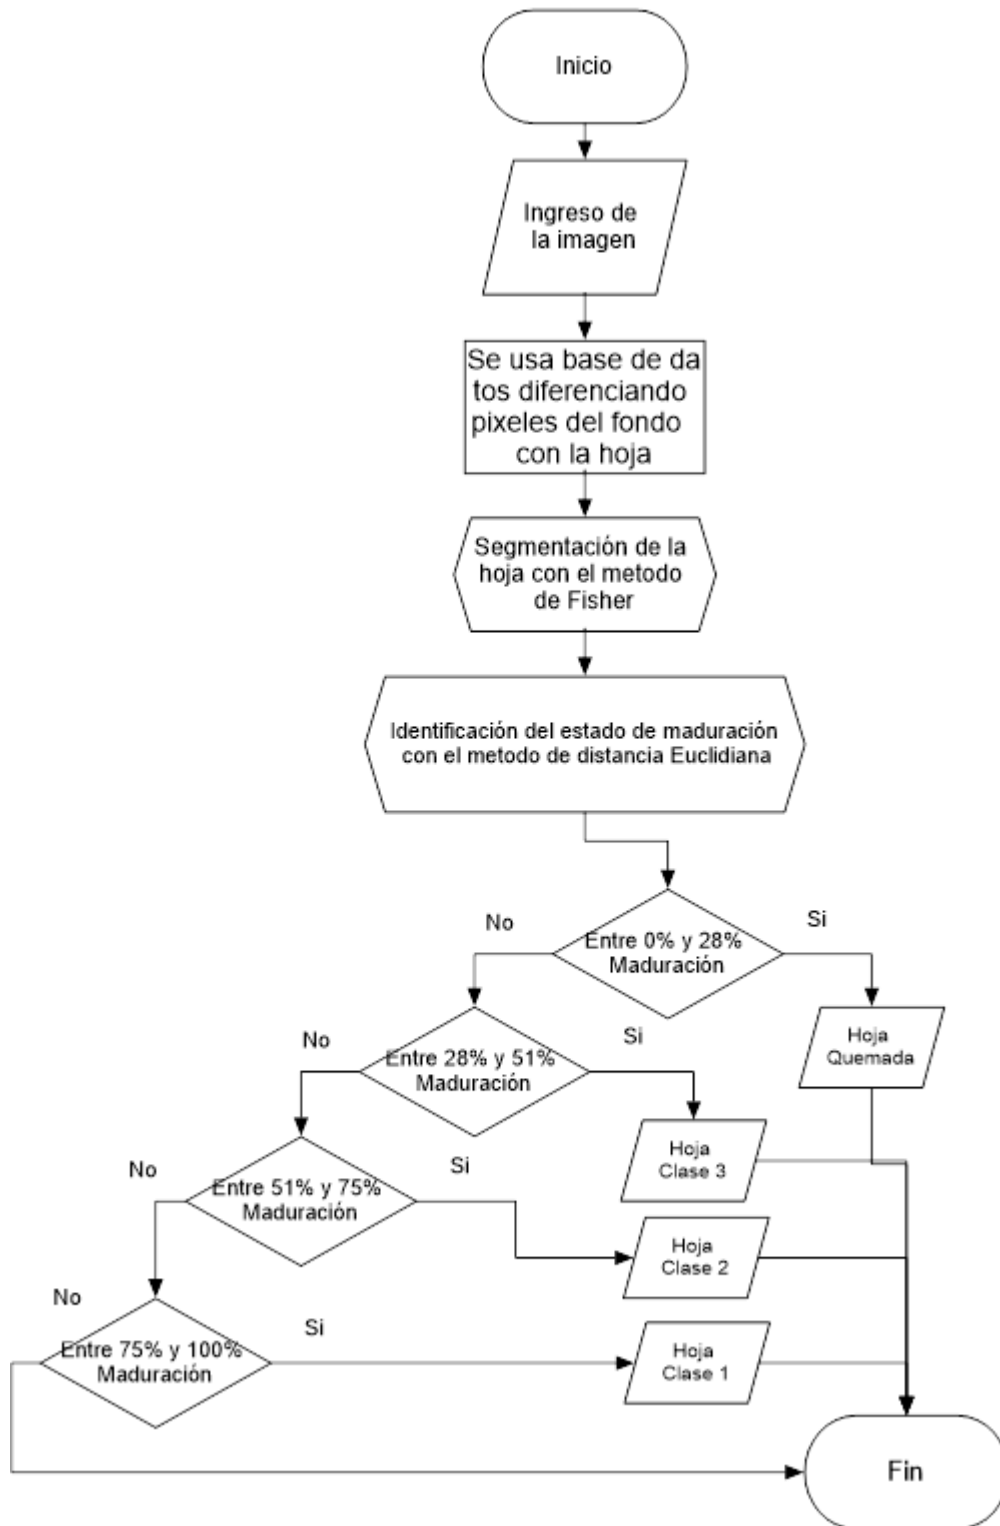 Inicio
Ingreso de
la imagen
Se usa base de da
tos diferenciando
pixeles del fondo
con la hoja
Segmentación de la
hoja con el metodo
de Fisher
Identificación del estado de maduración
con el metodo de distancia Euclidiana
No
Si
Entre 0% y 28%
Maduración
Hoja
Quemada
No
Si
Entre 28% y 51%
Maduración
Hoja
Clase 3
No
Si
Entre 51% y 75%
Maduración
Hoja
Clase 2
No
Si
Entre 75% y 100%
Maduración
Hoja
Clase 1
Fin